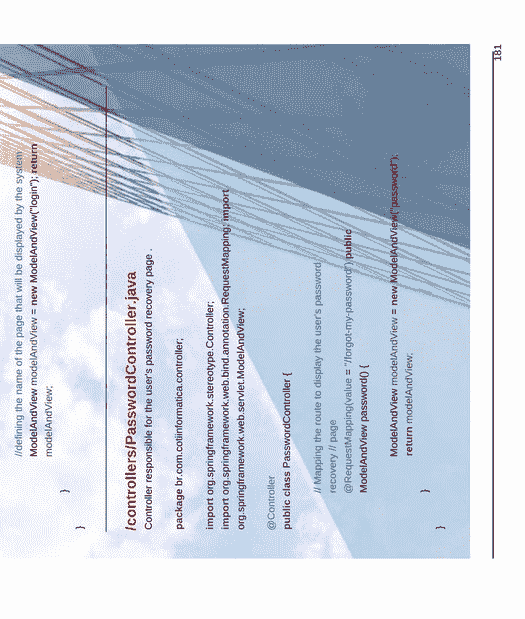 181
//defining the name of the page that will be displayed by the system
ModelAndView modelAndView = new ModelAndView("login"); return
modelAndView;
}
}
/controllers/PasswordController.java
Controller responsible for the user's password recovery page .
package br.com.cotiinformatica.controller;
import org.springframework.stereotype.Controller;
import org.springframework.web.bind.annotation.RequestMapping; import
org.springframework.web.servlet.ModelAndView;
@Controller
public class PasswordController {
// Mapping the route to display the user's password
recovery // page
@RequestMapping(value = "/forgot-my-password") public
ModelAndView password() {
ModelAndView modelAndView = new ModelAndView("password");
return modelAndView;
}
}